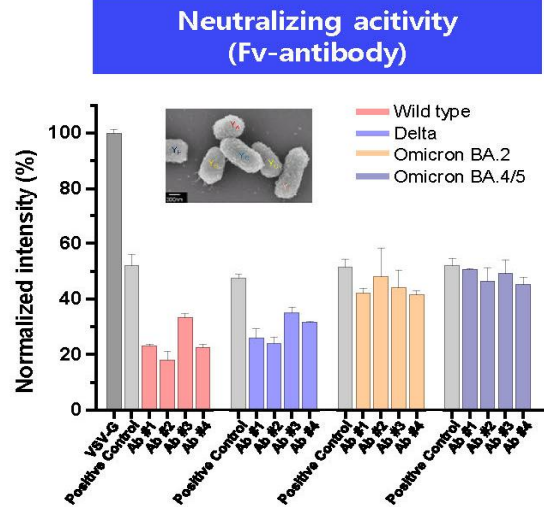 Neutralizing acitivity
(Fv-antibody)
Wild type
Delta
Omicron BA.2
Omicron BA.4/5
Normalized intensity (%)
100
80
60
40
20
0
VSV-G
Positive Control
Ab #1
Ab #2
Ab #3
Ab #4
Positive Control
Ab #1
Ab #2
Ab #3
Ab #4
Positive Control
Ab #1
Ab #2
Ab #3
Ab #4
Positive Control
Ab #1
Ab #2
Ab #3
Ab #4